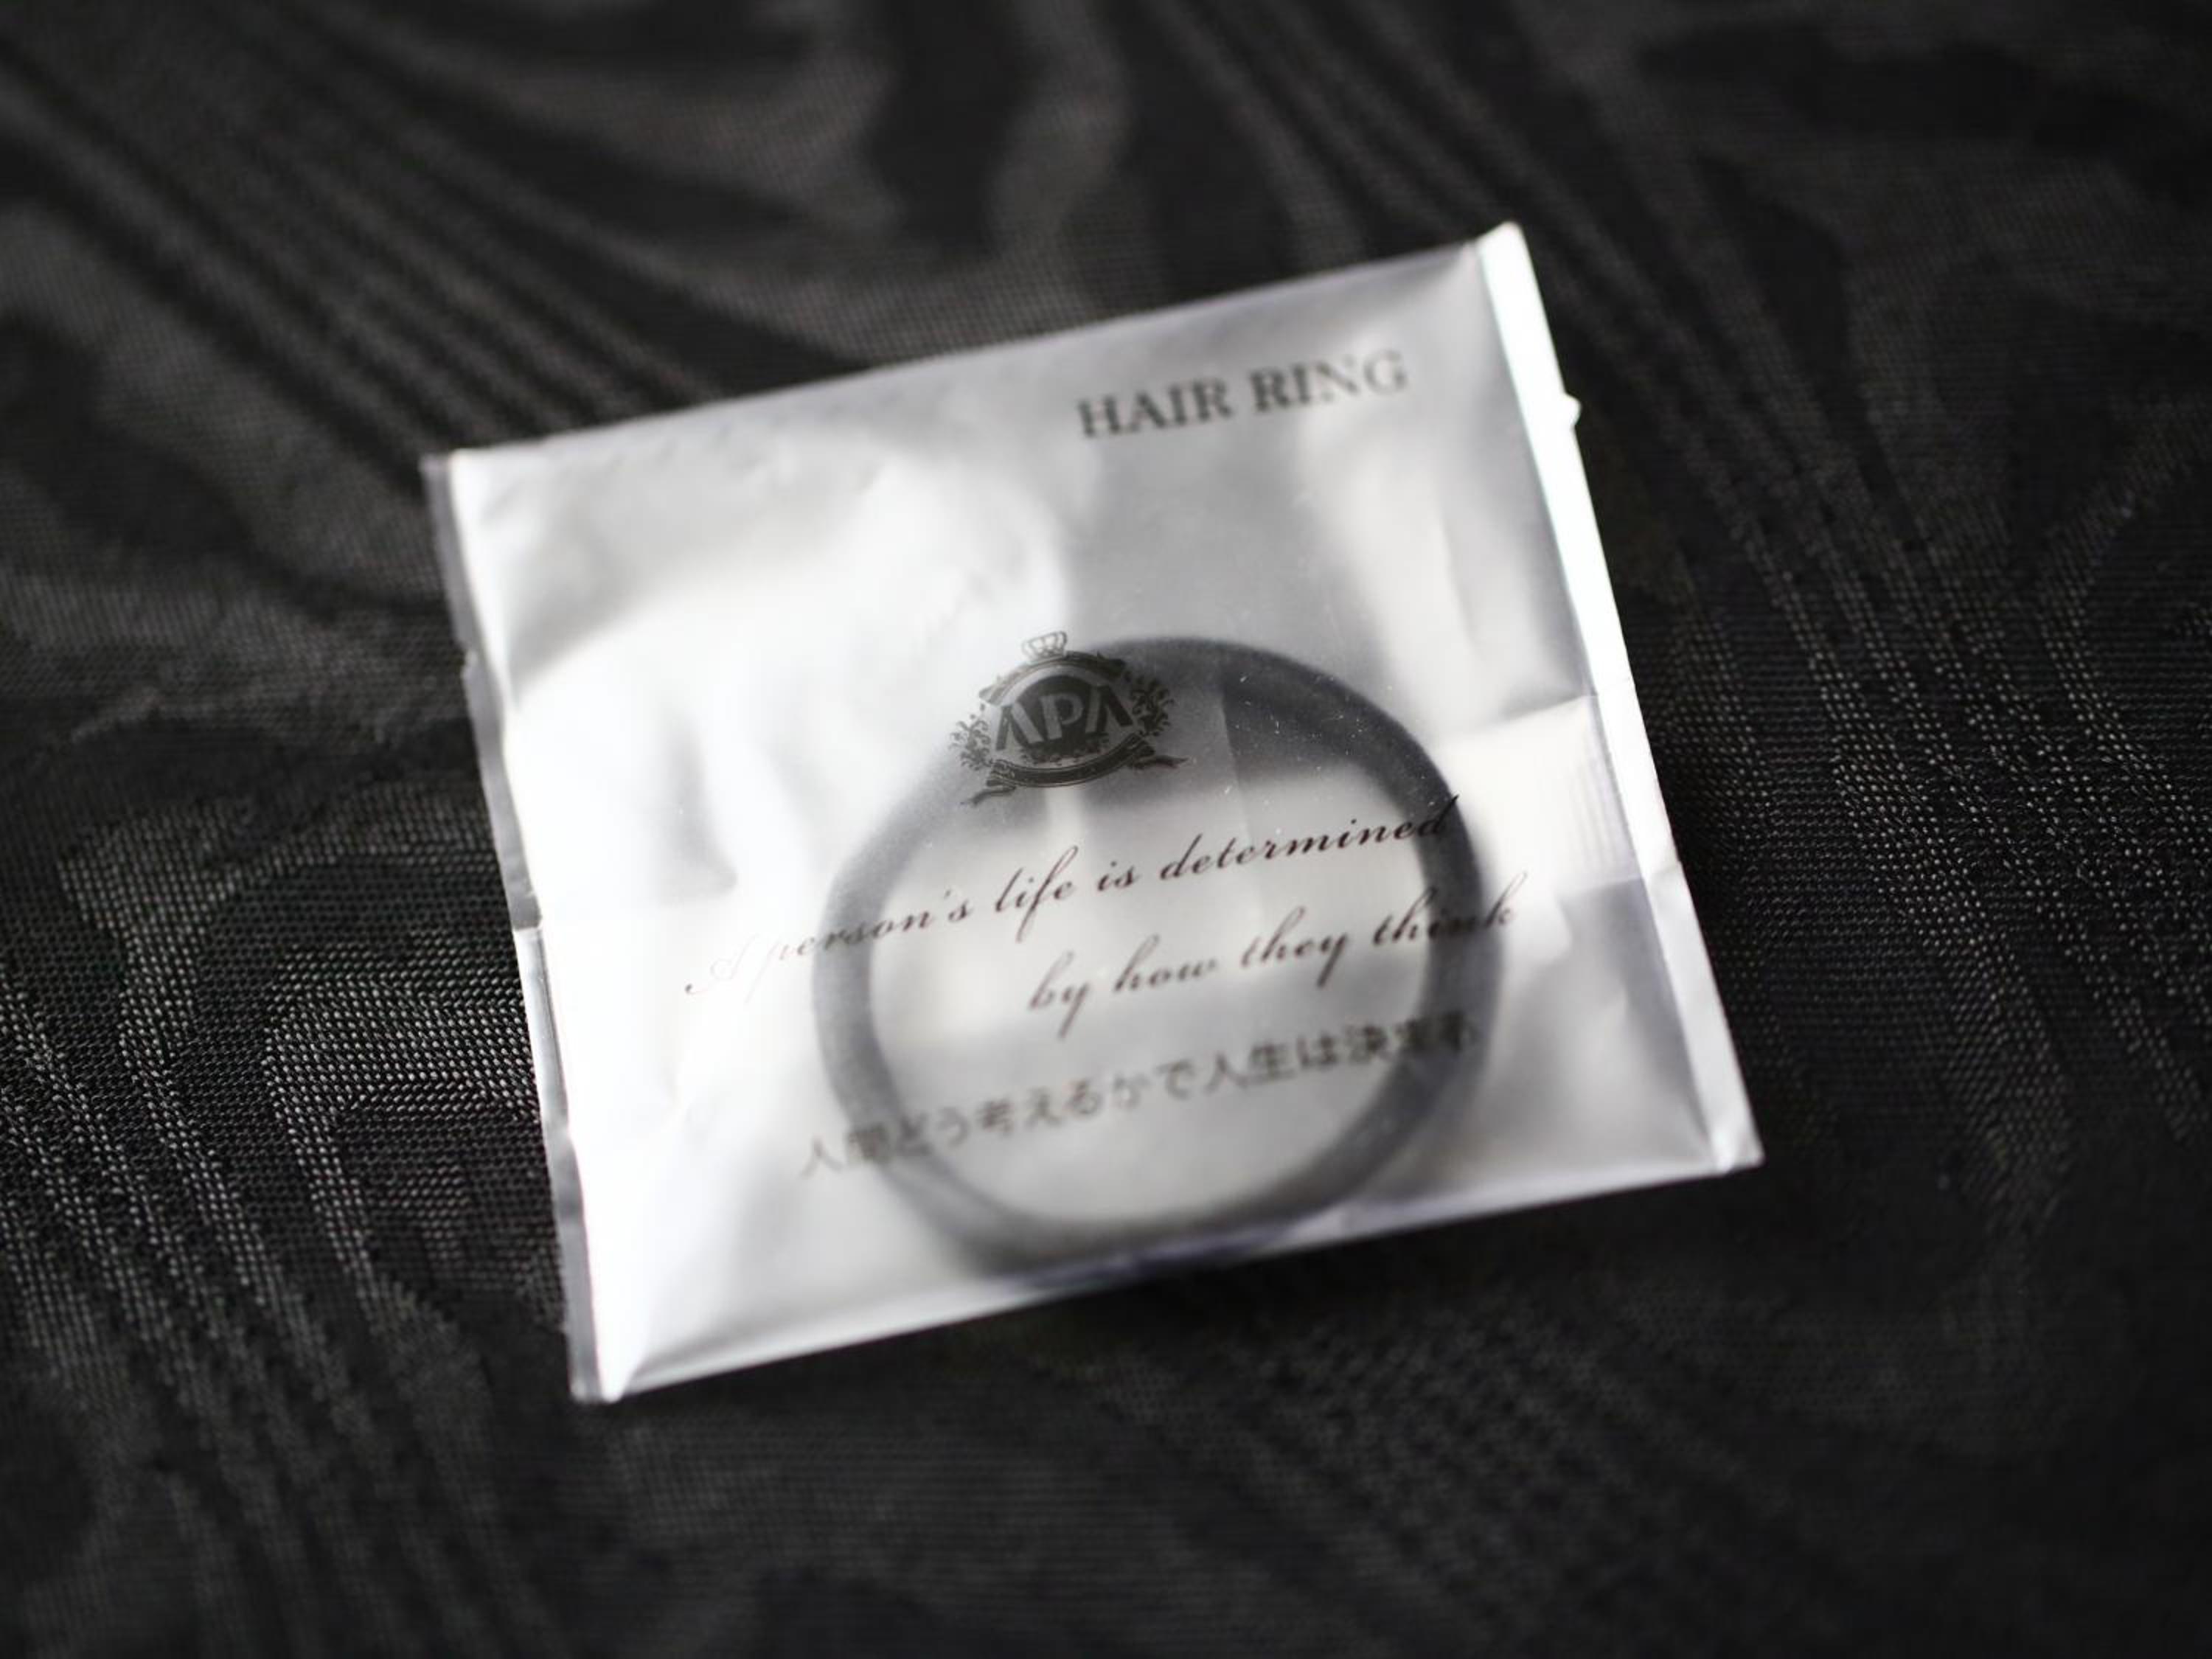 HAIR RING
APA
A person's life is determined
by how they think
人間どう考えるかで人生は決まる